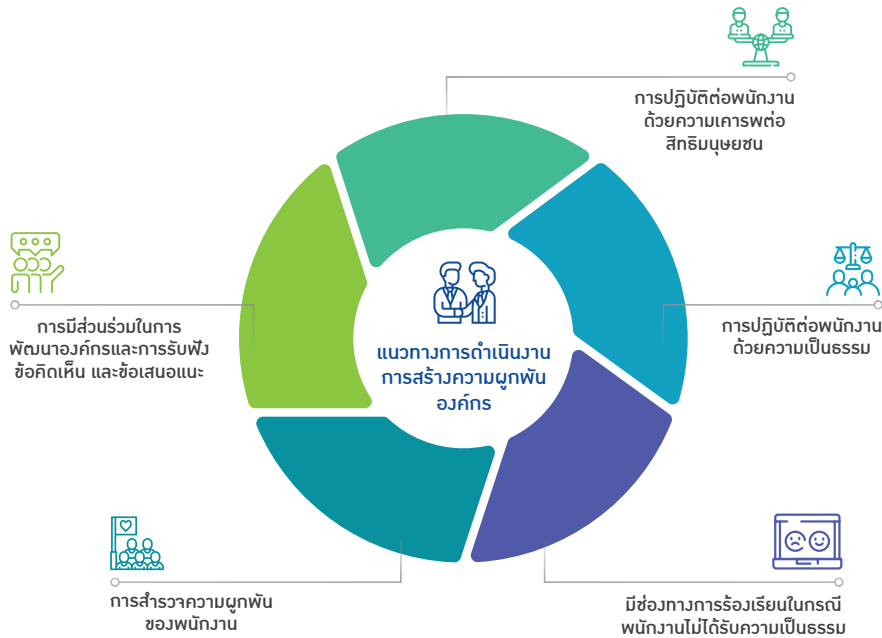 การปฏิบัติต่อพนักงาน
ด้วยความเคารพต่อ
สิทธิมนุษยชน
การปฏิบัติต่อพนักงาน
ด้วยความเป็นธรรม
มีช่องทางการร้องเรียนในกรณี
พนักงานไม่ได้รับความเป็นธรรม
การสำรวจความผูกพัน
ของพนักงาน
การมีส่วนร่วมในการ
พัฒนาองค์กรและการรับฟัง
ข้อคิดเห็น และข้อเสนอแนะ
แนวทางการดำเนินงาน
การสร้างความผูกพัน
องค์กร